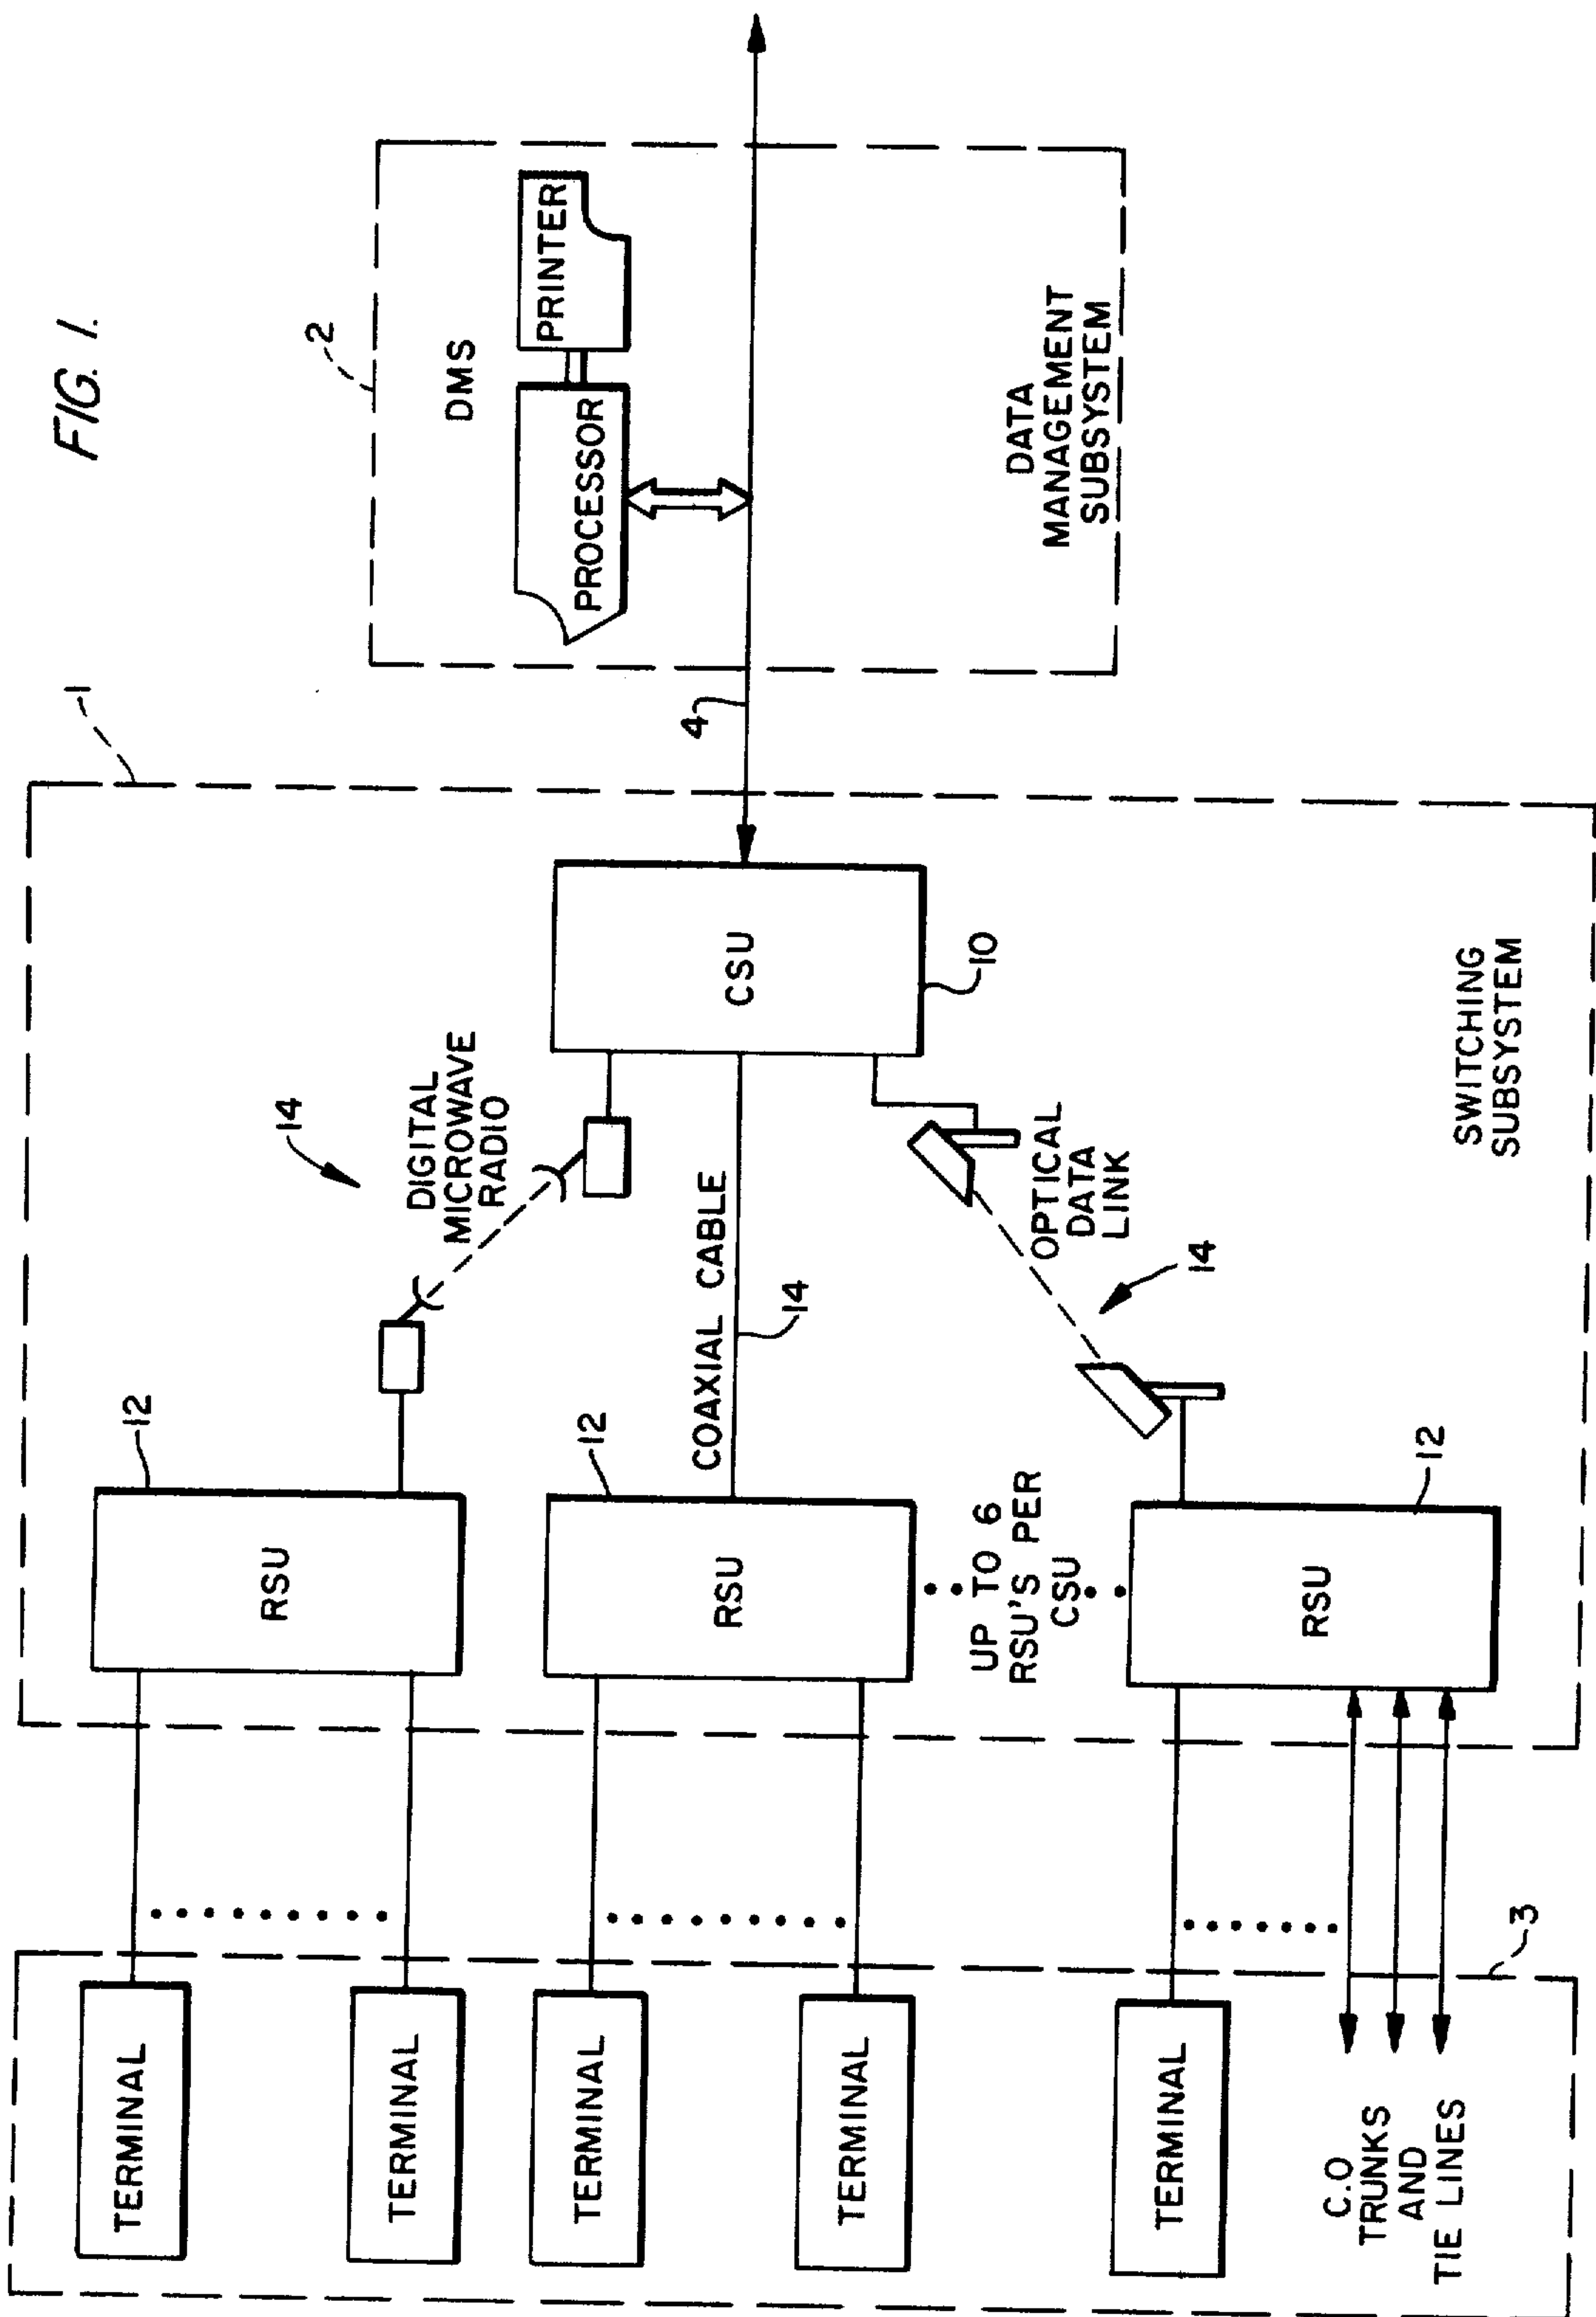 FIG. 1.
1
2
DMS
PROCESSOR
PRINTER
DATA
MANAGEMENT
SUBSYSTEM
4
14
DIGITAL
MICROWAVE
RADIO
CSU
10
COAXIAL CABLE
14
OPTICAL
DATA
LINK
14
SWITCHING
SUBSYSTEM
12
RSU
12
RSU
UP TO 6
RSU'S PER
CSU
12
RSU
TERMINAL
TERMINAL
TERMINAL
TERMINAL
TERMINAL
C.O
TRUNKS
AND
TIE LINES
3